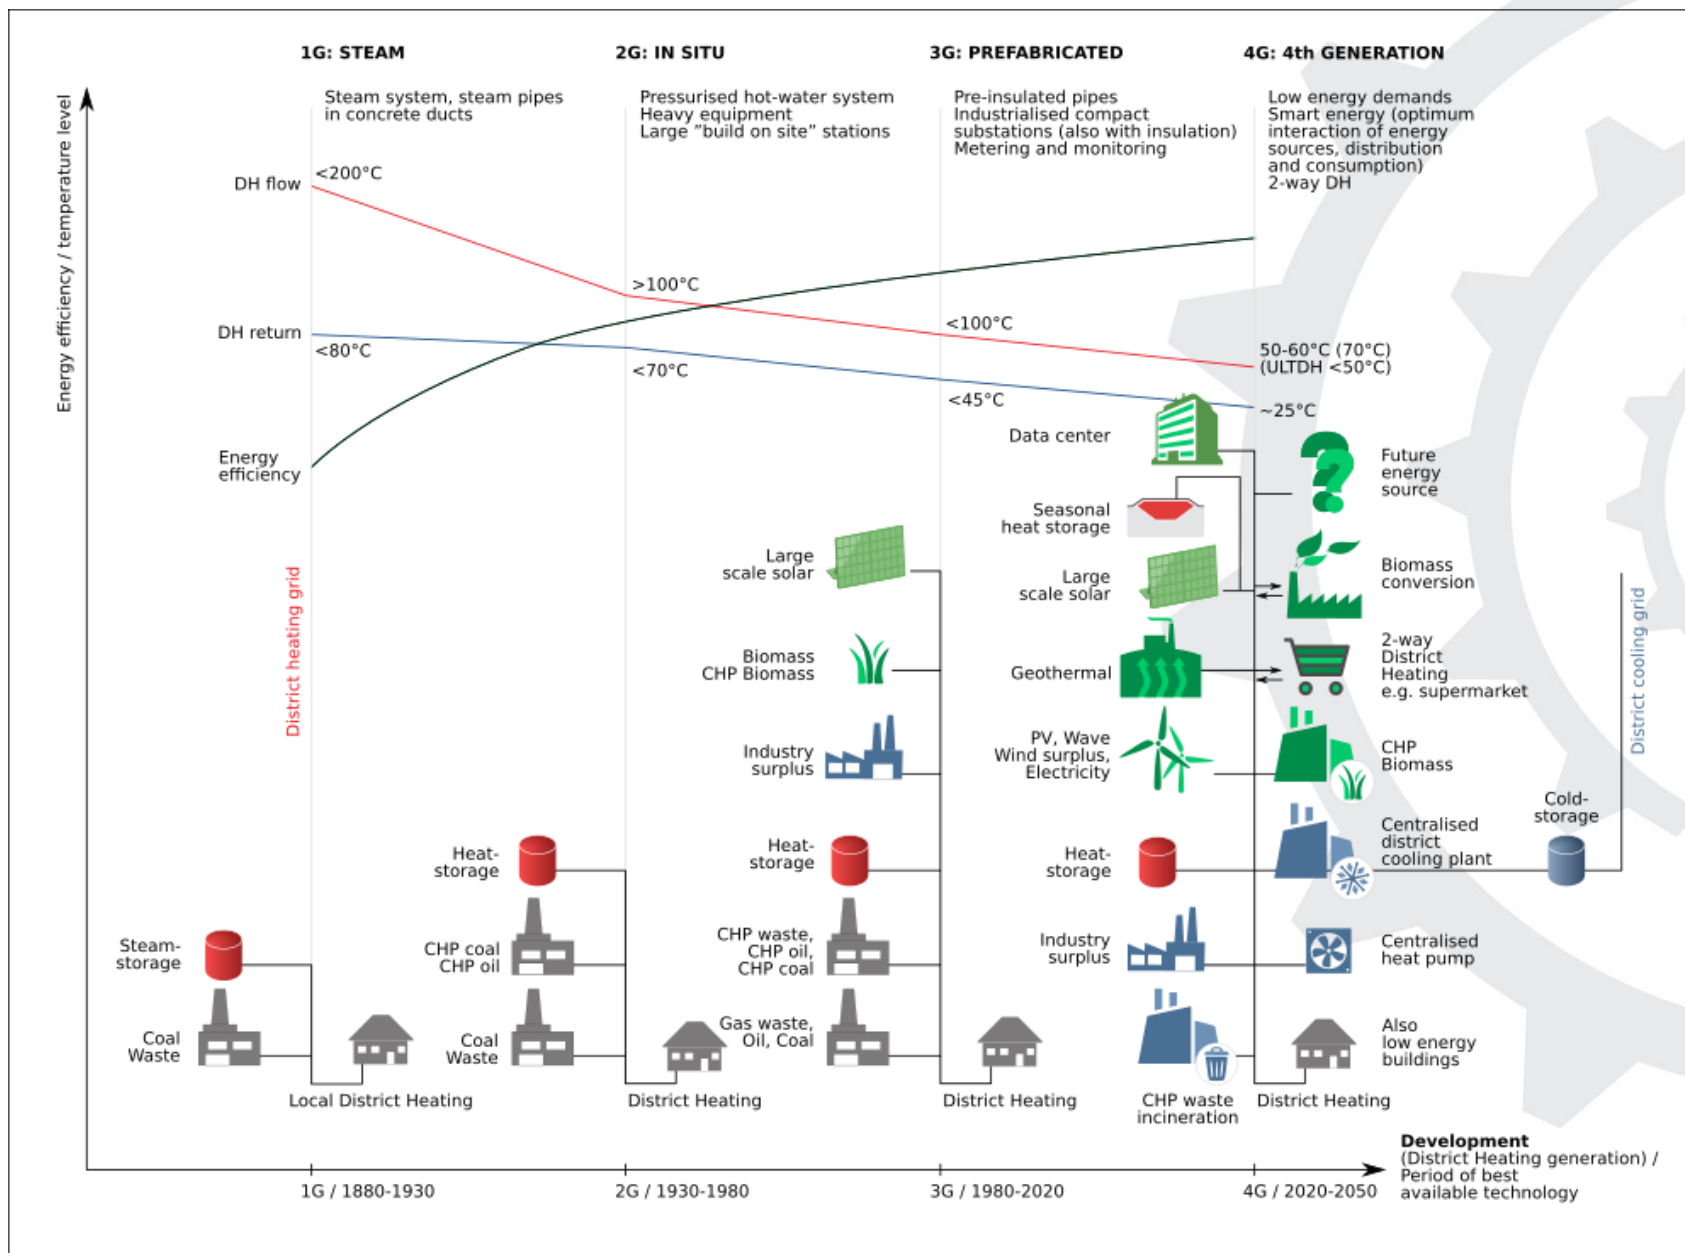 1G: STEAM
2G: IN SITU
3G: PREFABRICATED
4G: 4th GENERATION
Steam system, steam pipes
in concrete ducts
Pressurised hot-water system
Heavy equipment
Large ”build on site” stations
Pre-insulated pipes
Industrialised compact
substations (also with insulation)
Metering and monitoring
Low energy demands
Smart energy (optimum
interaction of energy
sources, distribution
and consumption)
2-way DH
Energy efficiency / temperature level
DH flow
<200°C
>100°C
<100°C
50-60°C (70°C)
(ULTDH <50°C)
DH return
<80°C
<70°C
<45°C
~25°C
Energy
efficiency
District heating grid
Steam-
storage
Coal
Waste
Local District Heating
Heat-
storage
CHP coal
CHP oil
Coal
Waste
District Heating
Large
scale solar
Biomass
CHP Biomass
Industry
surplus
Heat-
storage
CHP waste,
CHP oil,
CHP coal
Gas waste,
Oil, Coal
District Heating
Data center
Seasonal
heat storage
Large
scale solar
Geothermal
PV, Wave
Wind surplus,
Electricity
Heat-
storage
Industry
surplus
CHP waste
incineration
Future
energy
source
Biomass
conversion
2-way
District
Heating
e.g. supermarket
CHP
Biomass
Centralised
district
cooling plant
Centralised
heat pump
Also
low energy
buildings
District Heating
Cold-
storage
District cooling grid
Development
(District Heating generation) /
Period of best
available technology
1G / 1880-1930
2G / 1930-1980
3G / 1980-2020
4G / 2020-2050